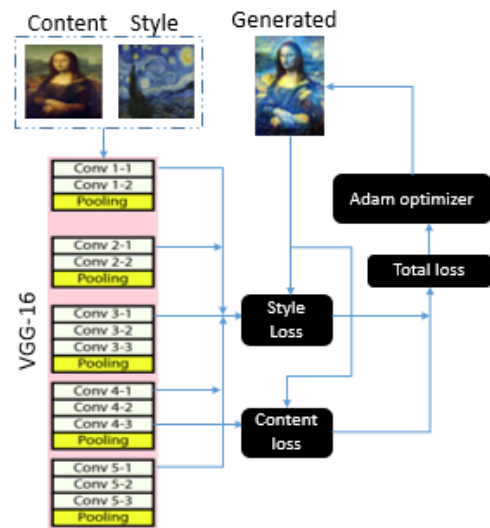 Content Style
Generated
VGG-16
Conv 1-1
Conv 1-2
Pooling
Conv 2-1
Conv 2-2
Pooling
Conv 3-1
Conv 3-2
Conv 3-3
Pooling
Conv 4-1
Conv 4-2
Conv 4-3
Pooling
Conv 5-1
Conv 5-2
Conv 5-3
Pooling
Style
Loss
Content
loss
Adam optimizer
Total loss